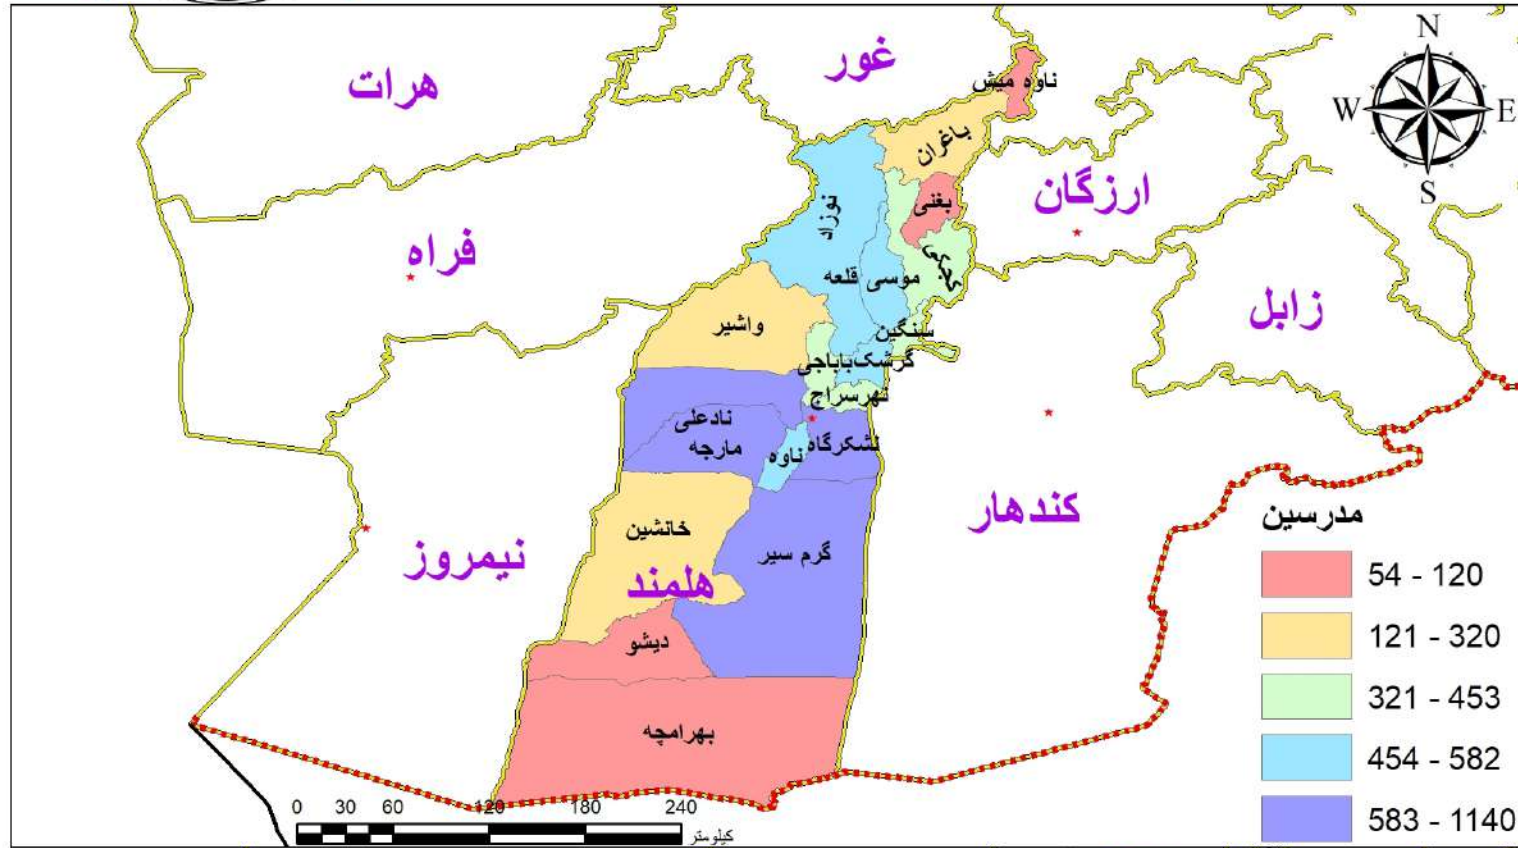 N
W
E
S
غور
هرات
ناوه میش
باغران
ارزگان
بغنی
نوزاد
فراه
کجکی
موسی قلعه
زابل
واشیر
سنگین
گرشک
باباجی
نهرسراج
نادعلی
مارجه
ناوه
لشکرگاه
کندهار
خانشین
گرم سیر
نیمروز
هلمند
دیشو
بهرامچه
مدرسین
54 - 120
121 - 320
321 - 453
454 - 582
583 - 1140
0 30 60 120 180 240
کیلومتر